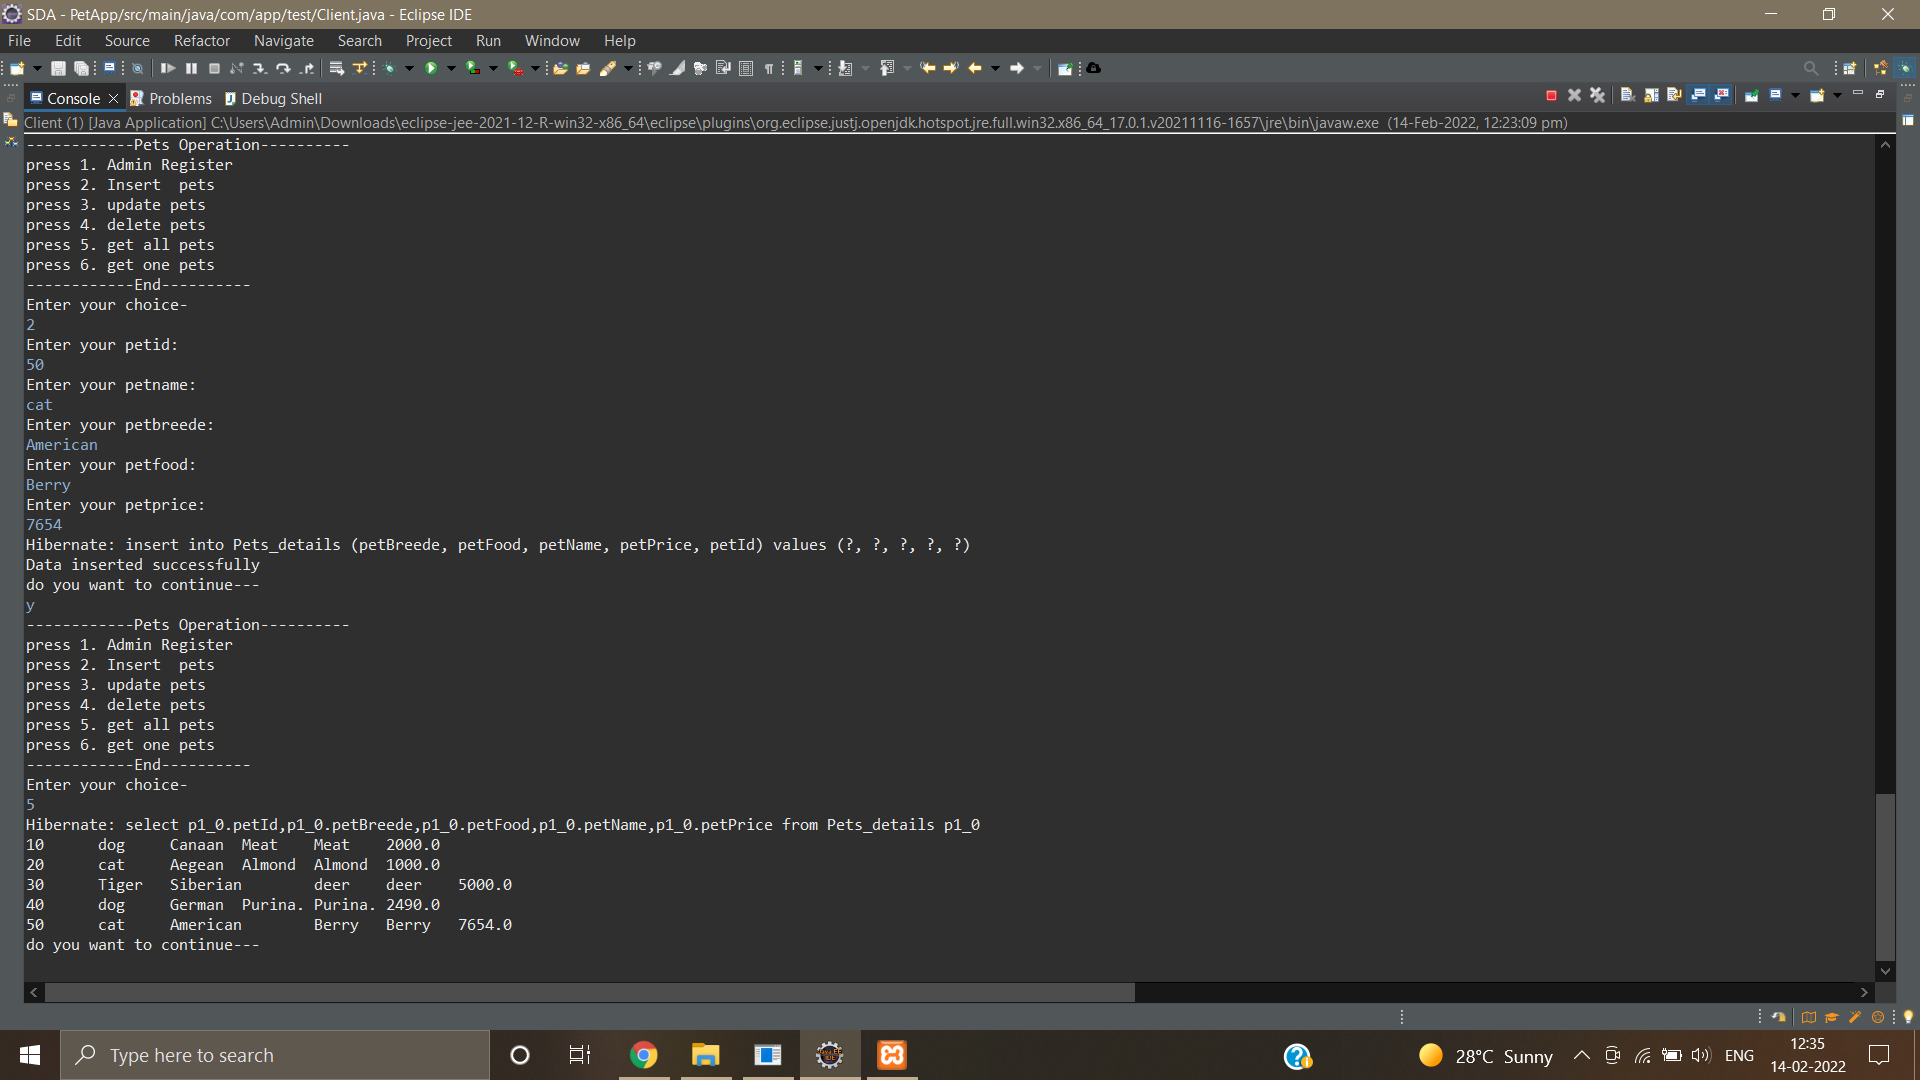 SDA - PetApp/src/main/java/com/app/test/Client.java - Eclipse IDE
File Edit Source Refactor Navigate Search Project Run Window Help
Console Problems Debug Shell
Client (1) [Java Application] C:\Users\Admin\Downloads\eclipse-jee-2021-12-R-win32-x86_64\eclipse\plugins\org.eclipse.justj.openjdk.hotspot.jre.full.win32.x86_64_17.0.1.v20211116-1657\jre\bin\javaw.exe (14-Feb-2022, 12:23:09 pm)
------------Pets Operation----------
press 1. Admin Register
press 2. Insert  pets
press 3. update pets
press 4. delete pets
press 5. get all pets
press 6. get one pets
------------End----------
Enter your choice-
2
Enter your petid:
50
Enter your petname:
cat
Enter your petbreede:
American
Enter your petfood:
Berry
Enter your petprice:
7654
Hibernate: insert into Pets_details (petBreede, petFood, petName, petPrice, petId) values (?, ?, ?, ?, ?)
Data inserted successfully
do you want to continue---
y
------------Pets Operation----------
press 1. Admin Register
press 2. Insert  pets
press 3. update pets
press 4. delete pets
press 5. get all pets
press 6. get one pets
------------End----------
Enter your choice-
5
Hibernate: select p1_0.petId,p1_0.petBreede,p1_0.petFood,p1_0.petName,p1_0.petPrice from Pets_details p1_0
10 dog Canaan Meat Meat 2000.0
20 cat Aegean Almond Almond 1000.0
30 Tiger Siberian deer deer 5000.0
40 dog German Purina. Purina. 2490.0
50 cat American Berry Berry 7654.0
do you want to continue---
Type here to search
28°C Sunny
ENG
12:35
14-02-2022